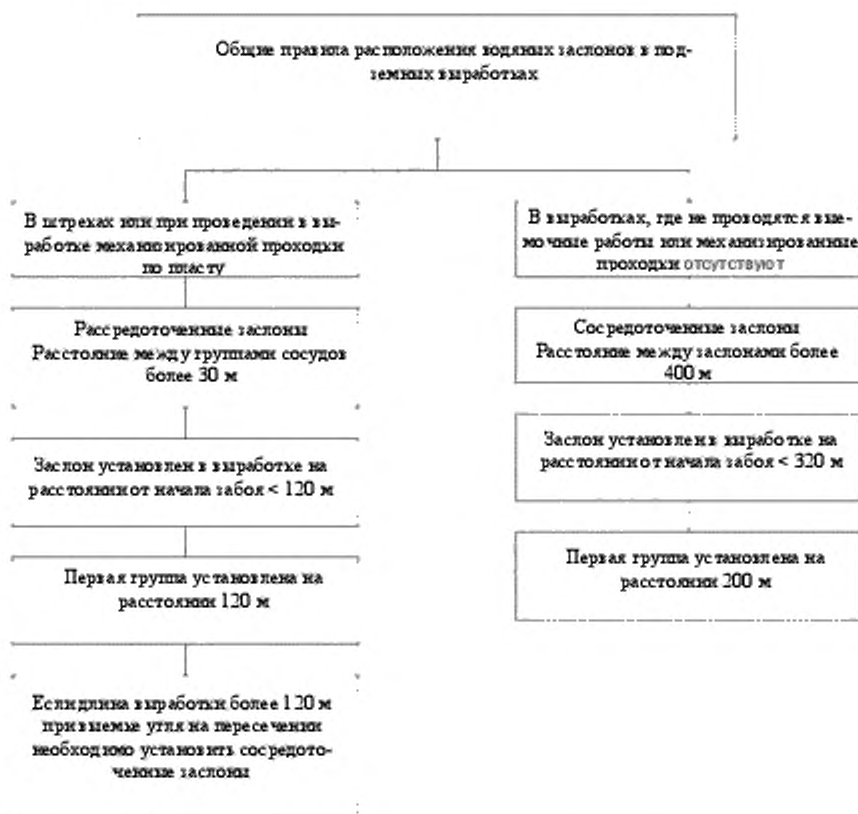 Общие правила расположения водяных заслонов в под-
земных выработках
В штреках или при проведении в вы-
работке механизированной проходки
по пласту
Рассредоточенные заслоны
Расстояние между группами сосудов
более 30 м
Заслон установлен в выработке на
расстоянии от начала забоя < 120 м
Первая группа установлена на
расстоянии 120 м
Если длина выработки более 120 м
при выемке угля на пересечении
необходимо установить сосредото-
ченные заслоны
В выработках, где не проводятся вые-
мочные работы или механизированные
проходки отсутствуют
Сосредоточенные заслоны
Расстояние между заслонами более
400 м
Заслон установлен в выработке на
расстоянии от начала забоя < 320 м
Первая группа установлена на
расстоянии 200 м